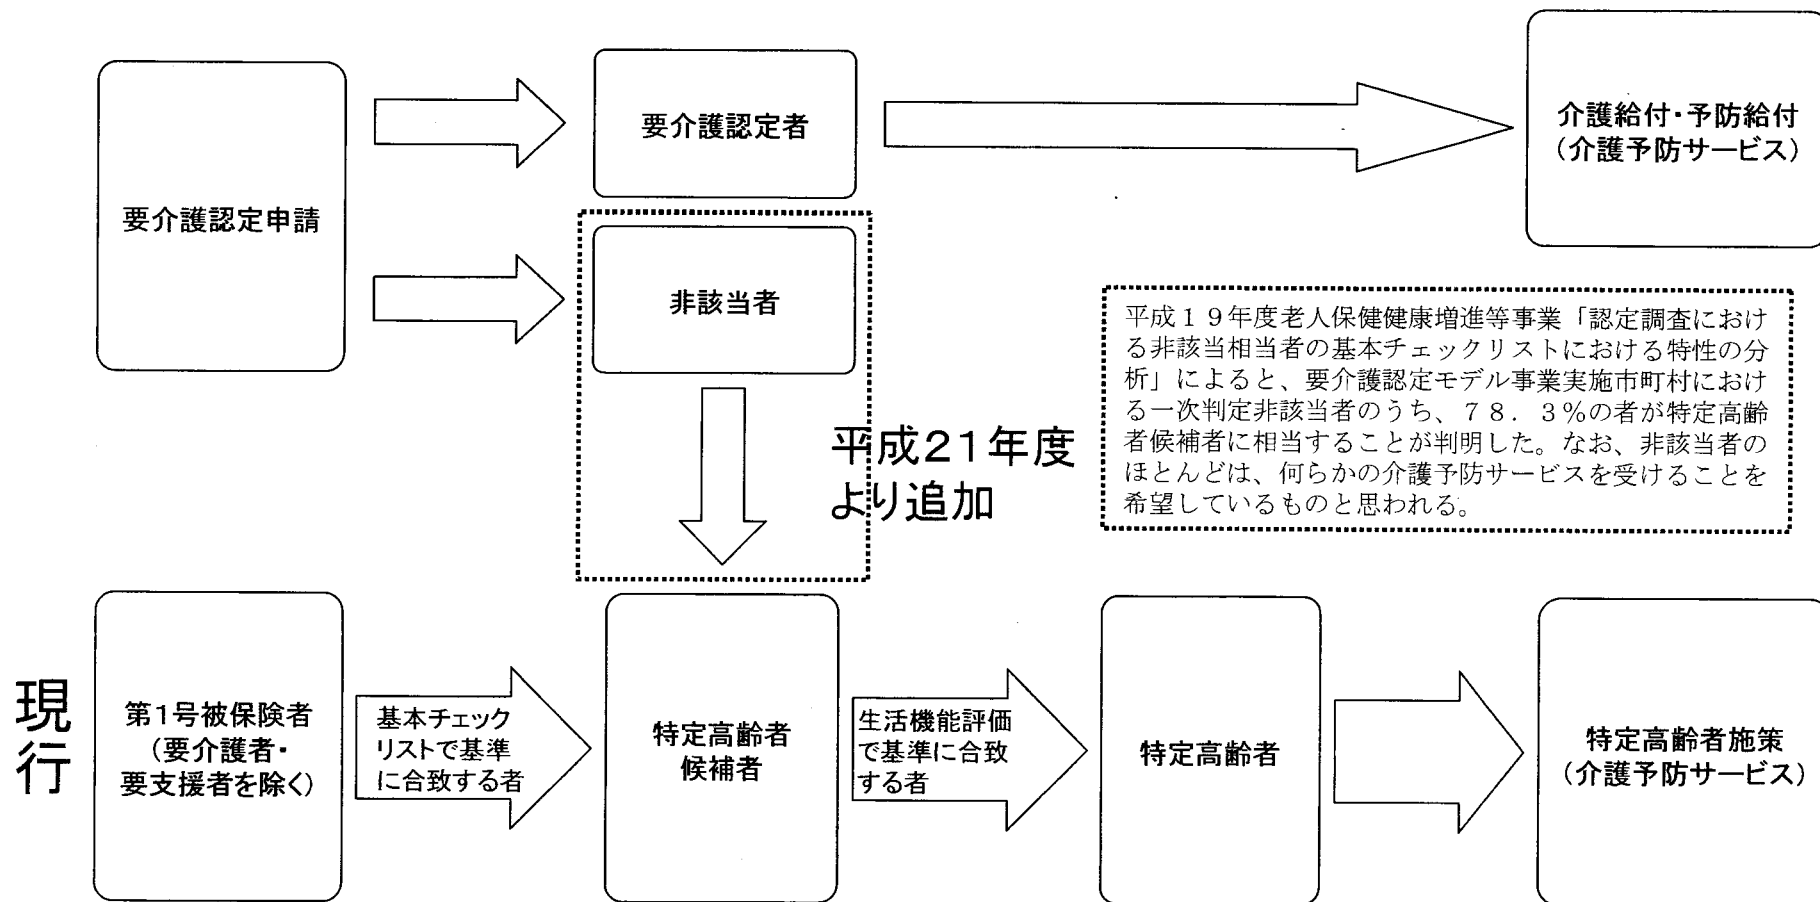 要介護認定申請
要介護認定者
介護給付・予防給付
（介護予防サービス）
非該当者
平成２１年度
より追加
平成１９年度老人保健健康増進等事業「認定調査におけ
る非該当相当者の基本チェックリストにおける特性の分
析」によると、要介護認定モデル事業実施市町村におけ
る一次判定非該当者のうち、７８．３％の者が特定高齢
者候補者に相当することが判明した。なお、非該当者の
ほとんどは、何らかの介護予防サービスを受けることを
希望しているものと思われる。
現
行
第1号被保険者
（要介護者・
要支援者を除く）
基本チェック
リストで基準
に合致する者
特定高齢者
候補者
生活機能評価
で基準に合致
する者
特定高齢者
特定高齢者施策
（介護予防サービス）